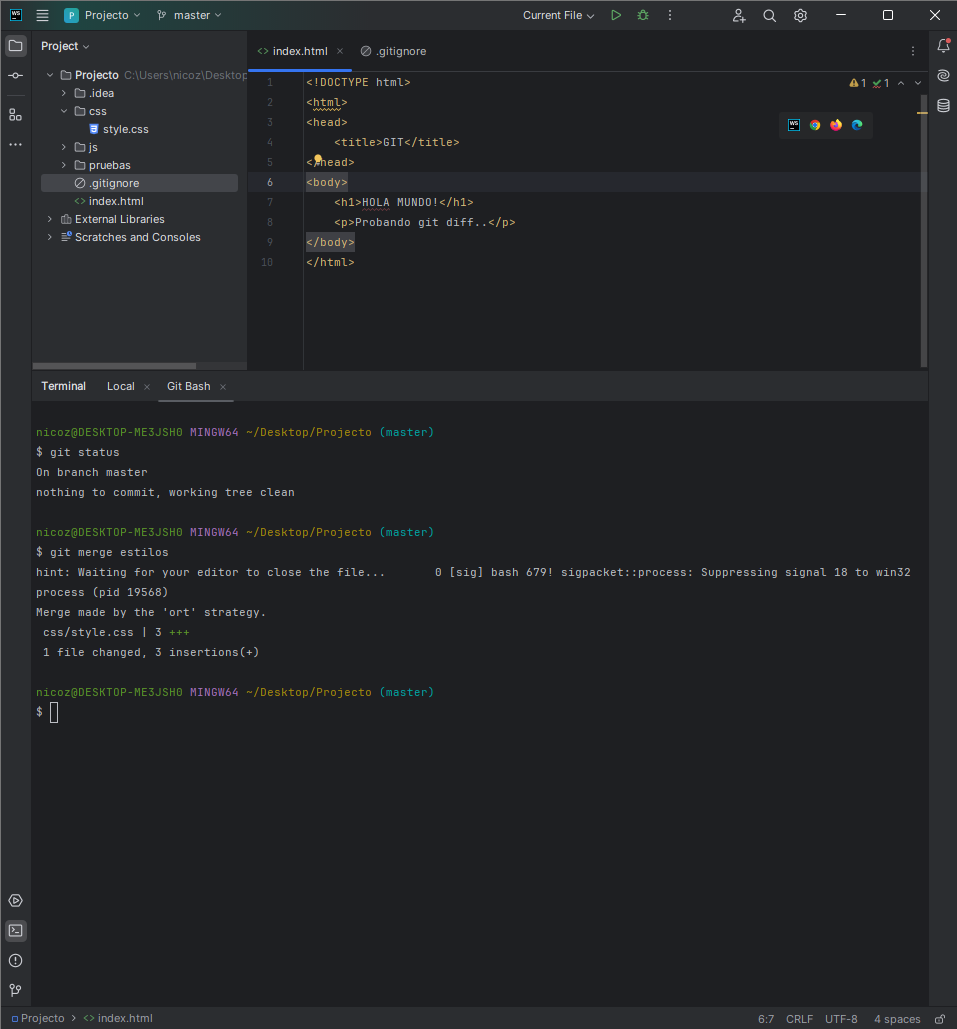 WS
P Projecto master Current File
Project
Projecto C:\Users\nicoz\Desktop
.idea
css
style.css
js
pruebas
.gitignore
index.html
External Libraries
Scratches and Consoles
index.html .gitignore
1 <!DOCTYPE html> 1 1
2 <html>
3 <head>
WS
4 <title>GIT</title>
5 </head>
6 <body>
7 <h1>HOLA MUNDO!</h1>
8 <p>Probando git diff..</p>
9 </body>
10 </html>
Terminal Local Git Bash
nicoz@DESKTOP-ME3JSH0 MINGW64 ~/Desktop/Projecto (master)
$ git status
On branch master
nothing to commit, working tree clean
nicoz@DESKTOP-ME3JSH0 MINGW64 ~/Desktop/Projecto (master)
$ git merge estilos
hint: Waiting for your editor to close the file... 0 [sig] bash 679! sigpacket::process: Suppressing signal 18 to win32
process (pid 19568)
Merge made by the 'ort' strategy.
css/style.css | 3 +++
1 file changed, 3 insertions(+)
nicoz@DESKTOP-ME3JSH0 MINGW64 ~/Desktop/Projecto (master)
$
Projecto > index.html 6:7 CRLF UTF-8 4 spaces